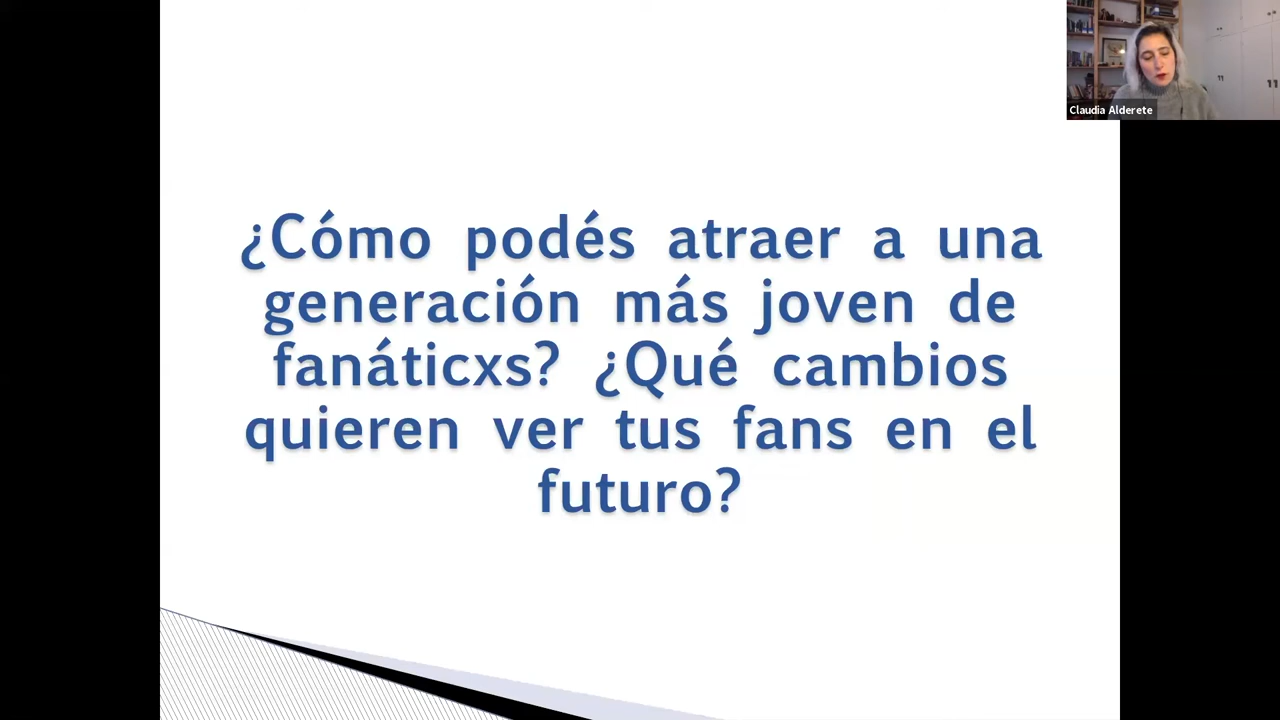 Claudia Alderete
¿Cómo podés atraer a una
generación más joven de
fanáticxs? ¿Qué cambios
quieren ver tus fans en el
futuro?